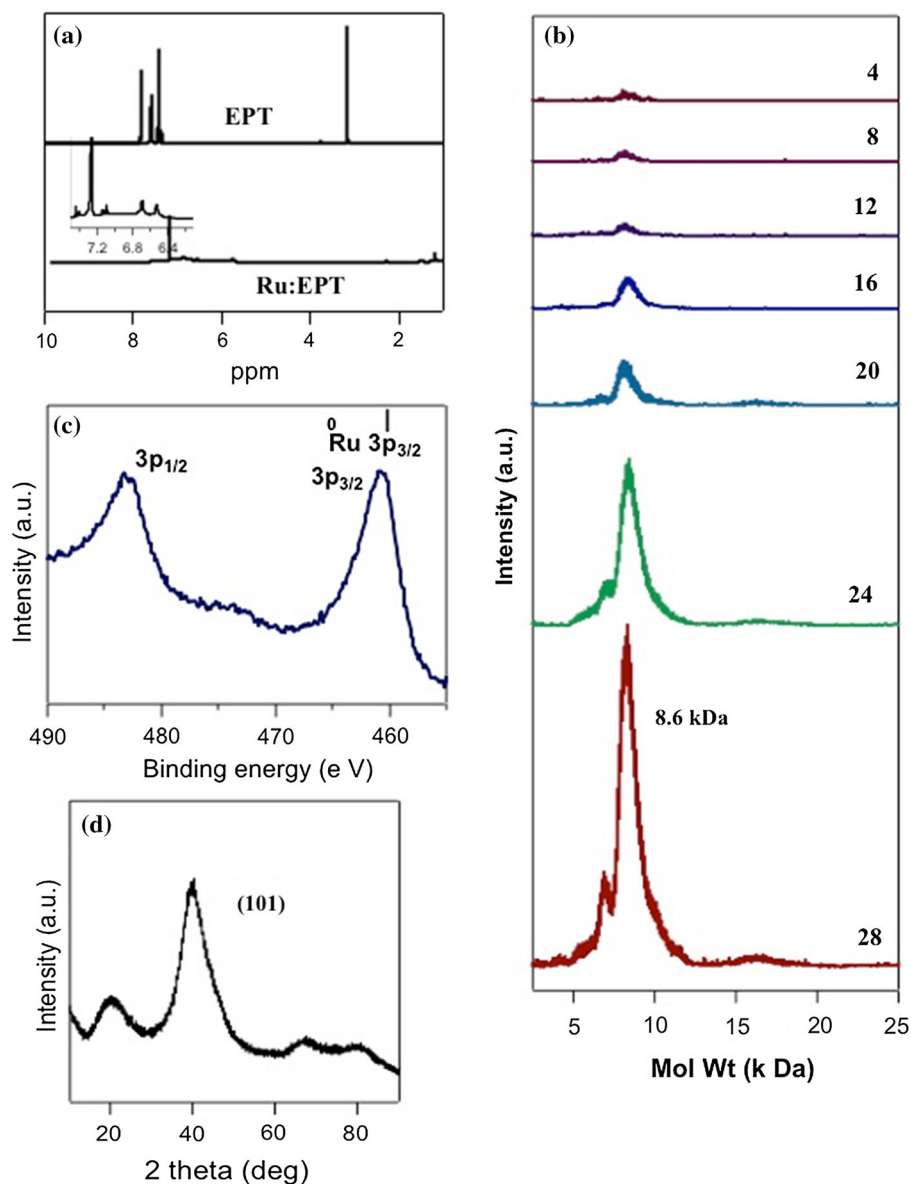 (a)
EPT
7.2 6.8 6.4
Ru:EPT
10 8 6 4 2
ppm
(b)
4
8
12
16
20
24
8.6 kDa
28
Intensity (a.u.)
5 10 15 20 25
Mol Wt (k Da)
(c)
0
Ru 3p3/2
3p1/2
3p3/2
Intensity (a.u.)
490 480 470 460
Binding energy (e V)
(d)
(101)
Intensity (a.u.)
20 40 60 80
2 theta (deg)